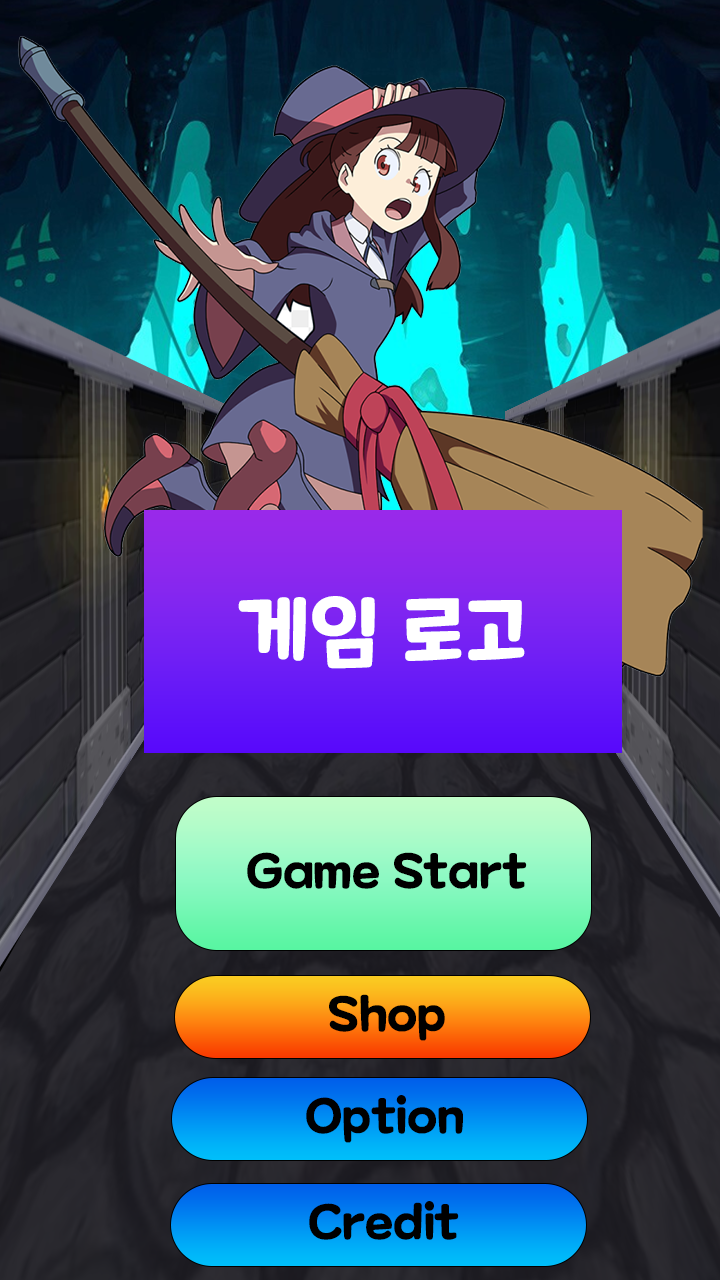 게임 로고
Game Start
Shop
Option
Credit